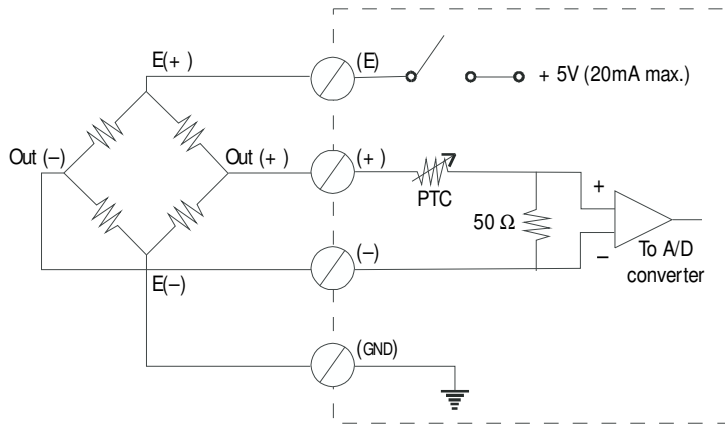 E(+ )
(E)
+ 5V (20mA max.)
Out (–)
Out (+ )
(+)
PTC
50 Ω
+
–
To A/D
converter
(–)
E(–)
(GND)